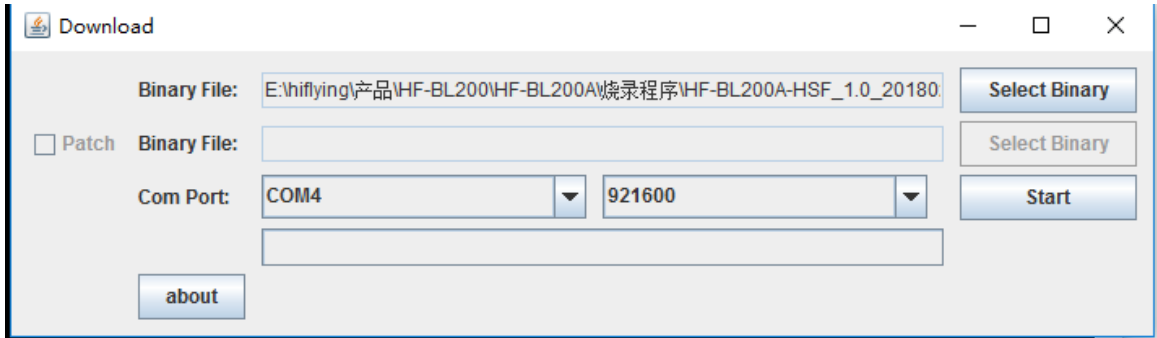 Download
Binary File: E:\hiflying\产品\HF-BL200\HF-BL200A\烧录程序\HF-BL200A-HSF_1.0_20180 Select Binary
Patch Binary File: Select Binary
Com Port: COM4 921600 Start
about